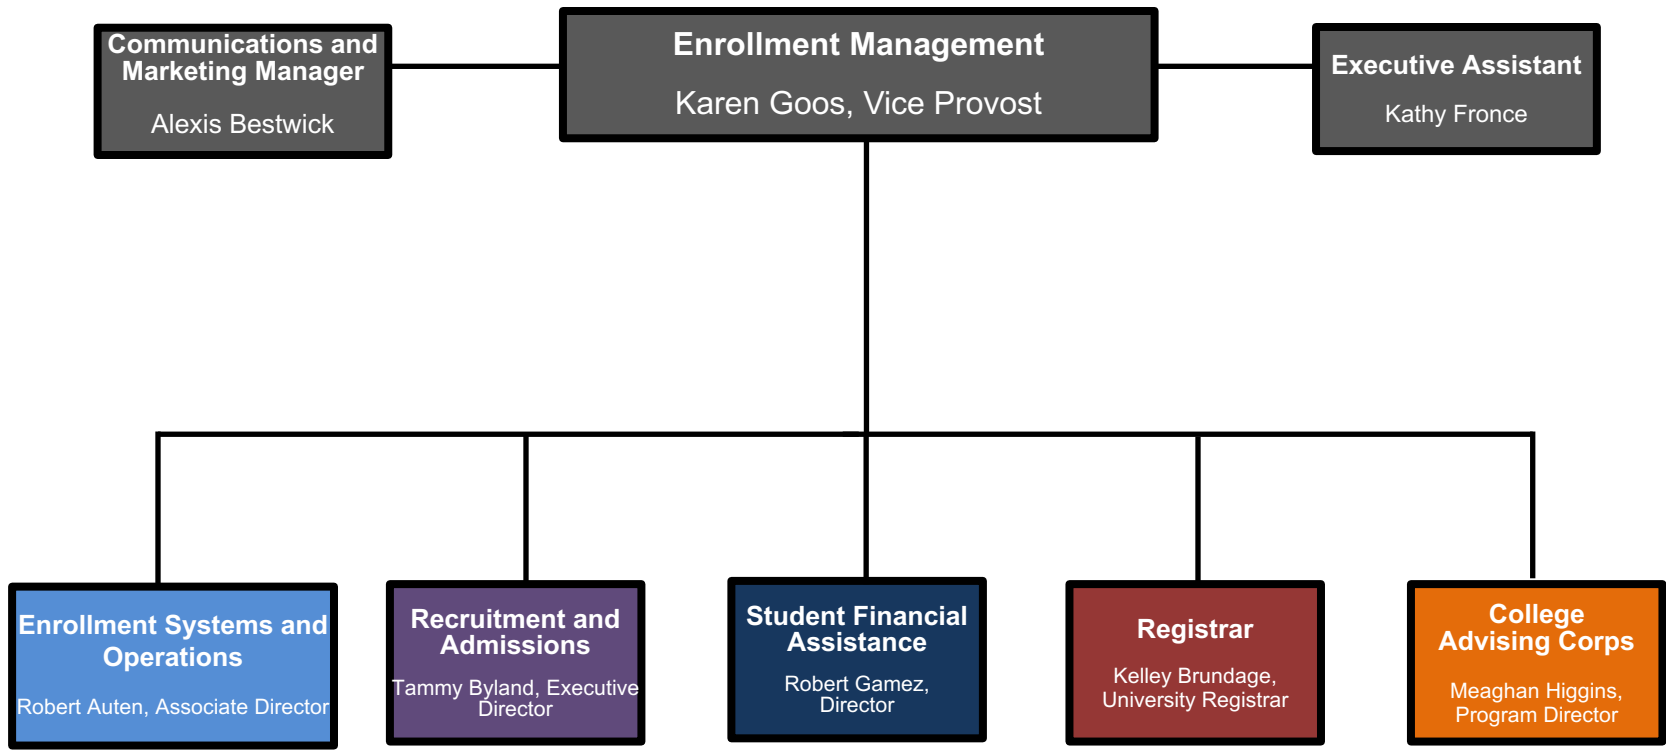 Communications and
Marketing Manager
Alexis Bestwick
Enrollment Management
Karen Goos, Vice Provost
Executive Assistant
Kathy Fronce
Enrollment Systems and
Operations
Robert Auten, Associate Director
Recruitment and
Admissions
Tammy Byland, Executive
Director
Student Financial
Assistance
Robert Gamez,
Director
Registrar
Kelley Brundage,
University Registrar
College
Advising Corps
Meaghan Higgins,
Program Director